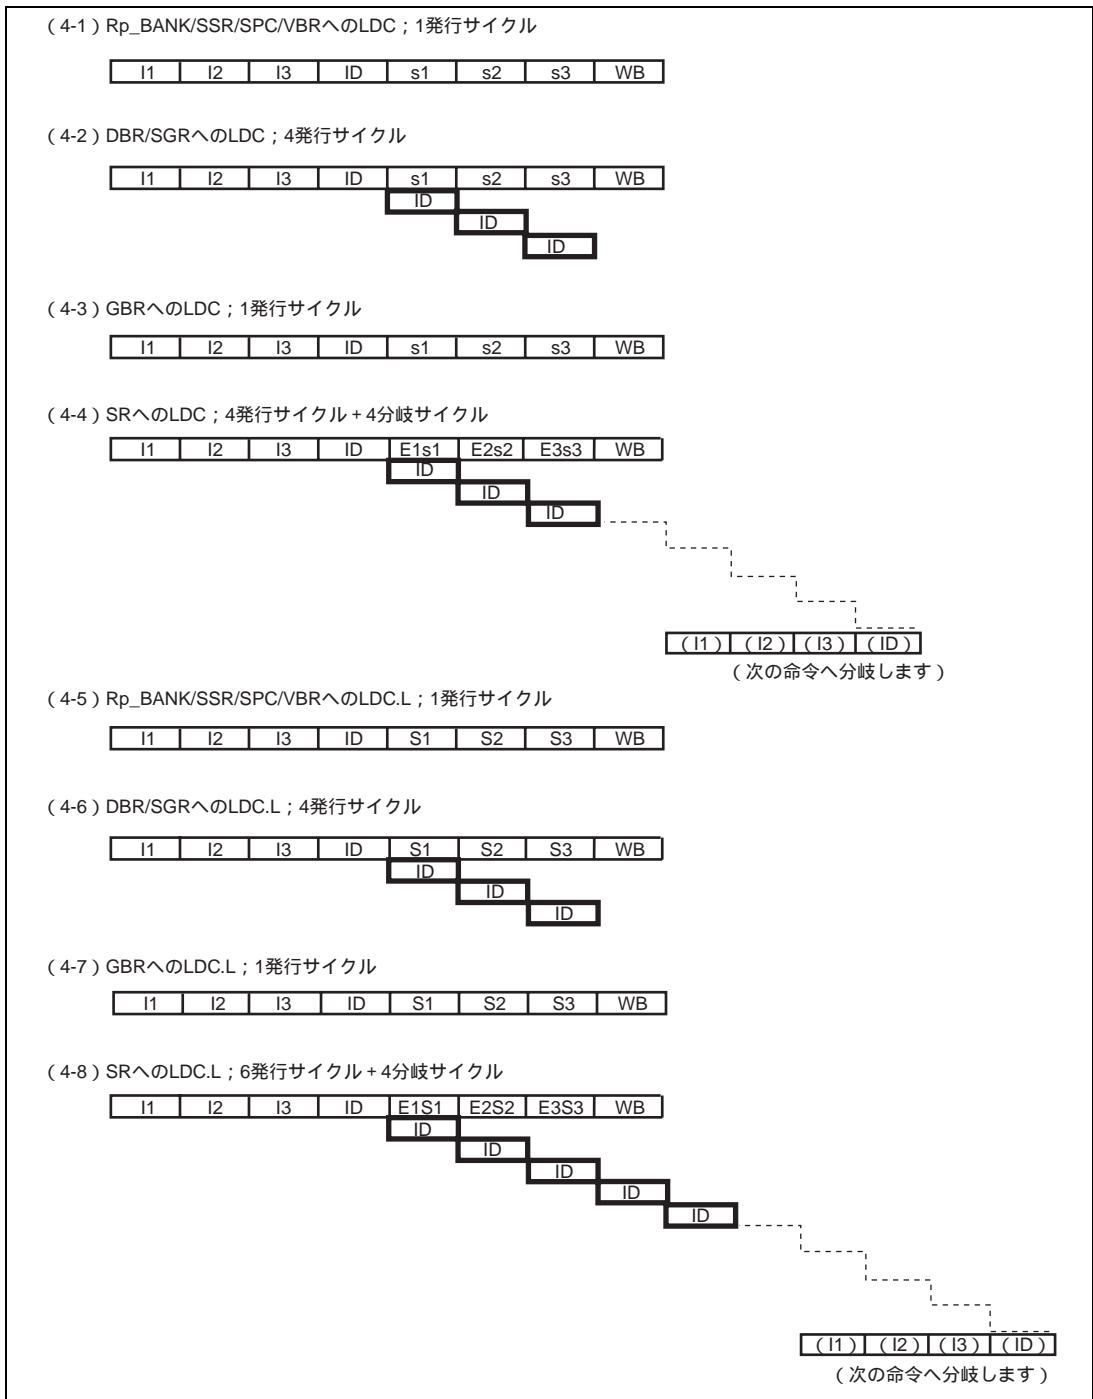 （4-1）Rp_BANK/SSR/SPC/VBRへのLDC；1発行サイクル
I1 I2 I3 ID s1 s2 s3 WB
（4-2）DBR/SGRへのLDC；4発行サイクル
I1 I2 I3 ID s1 s2 s3 WB
ID
ID
ID
（4-3）GBRへのLDC；1発行サイクル
I1 I2 I3 ID s1 s2 s3 WB
（4-4）SRへのLDC；4発行サイクル+4分岐サイクル
I1 I2 I3 ID E1s1 E2s2 E3s3 WB
ID
ID
ID
（I1）（I2）（I3）（ID）
（次の命令へ分岐します）
（4-5）Rp_BANK/SSR/SPC/VBRへのLDC.L；1発行サイクル
I1 I2 I3 ID S1 S2 S3 WB
（4-6）DBR/SGRへのLDC.L；4発行サイクル
I1 I2 I3 ID S1 S2 S3 WB
ID
ID
ID
（4-7）GBRへのLDC.L；1発行サイクル
I1 I2 I3 ID S1 S2 S3 WB
（4-8）SRへのLDC.L；6発行サイクル+4分岐サイクル
I1 I2 I3 ID E1S1 E2S2 E3S3 WB
ID
ID
ID
ID
ID
（I1）（I2）（I3）（ID）
（次の命令へ分岐します）